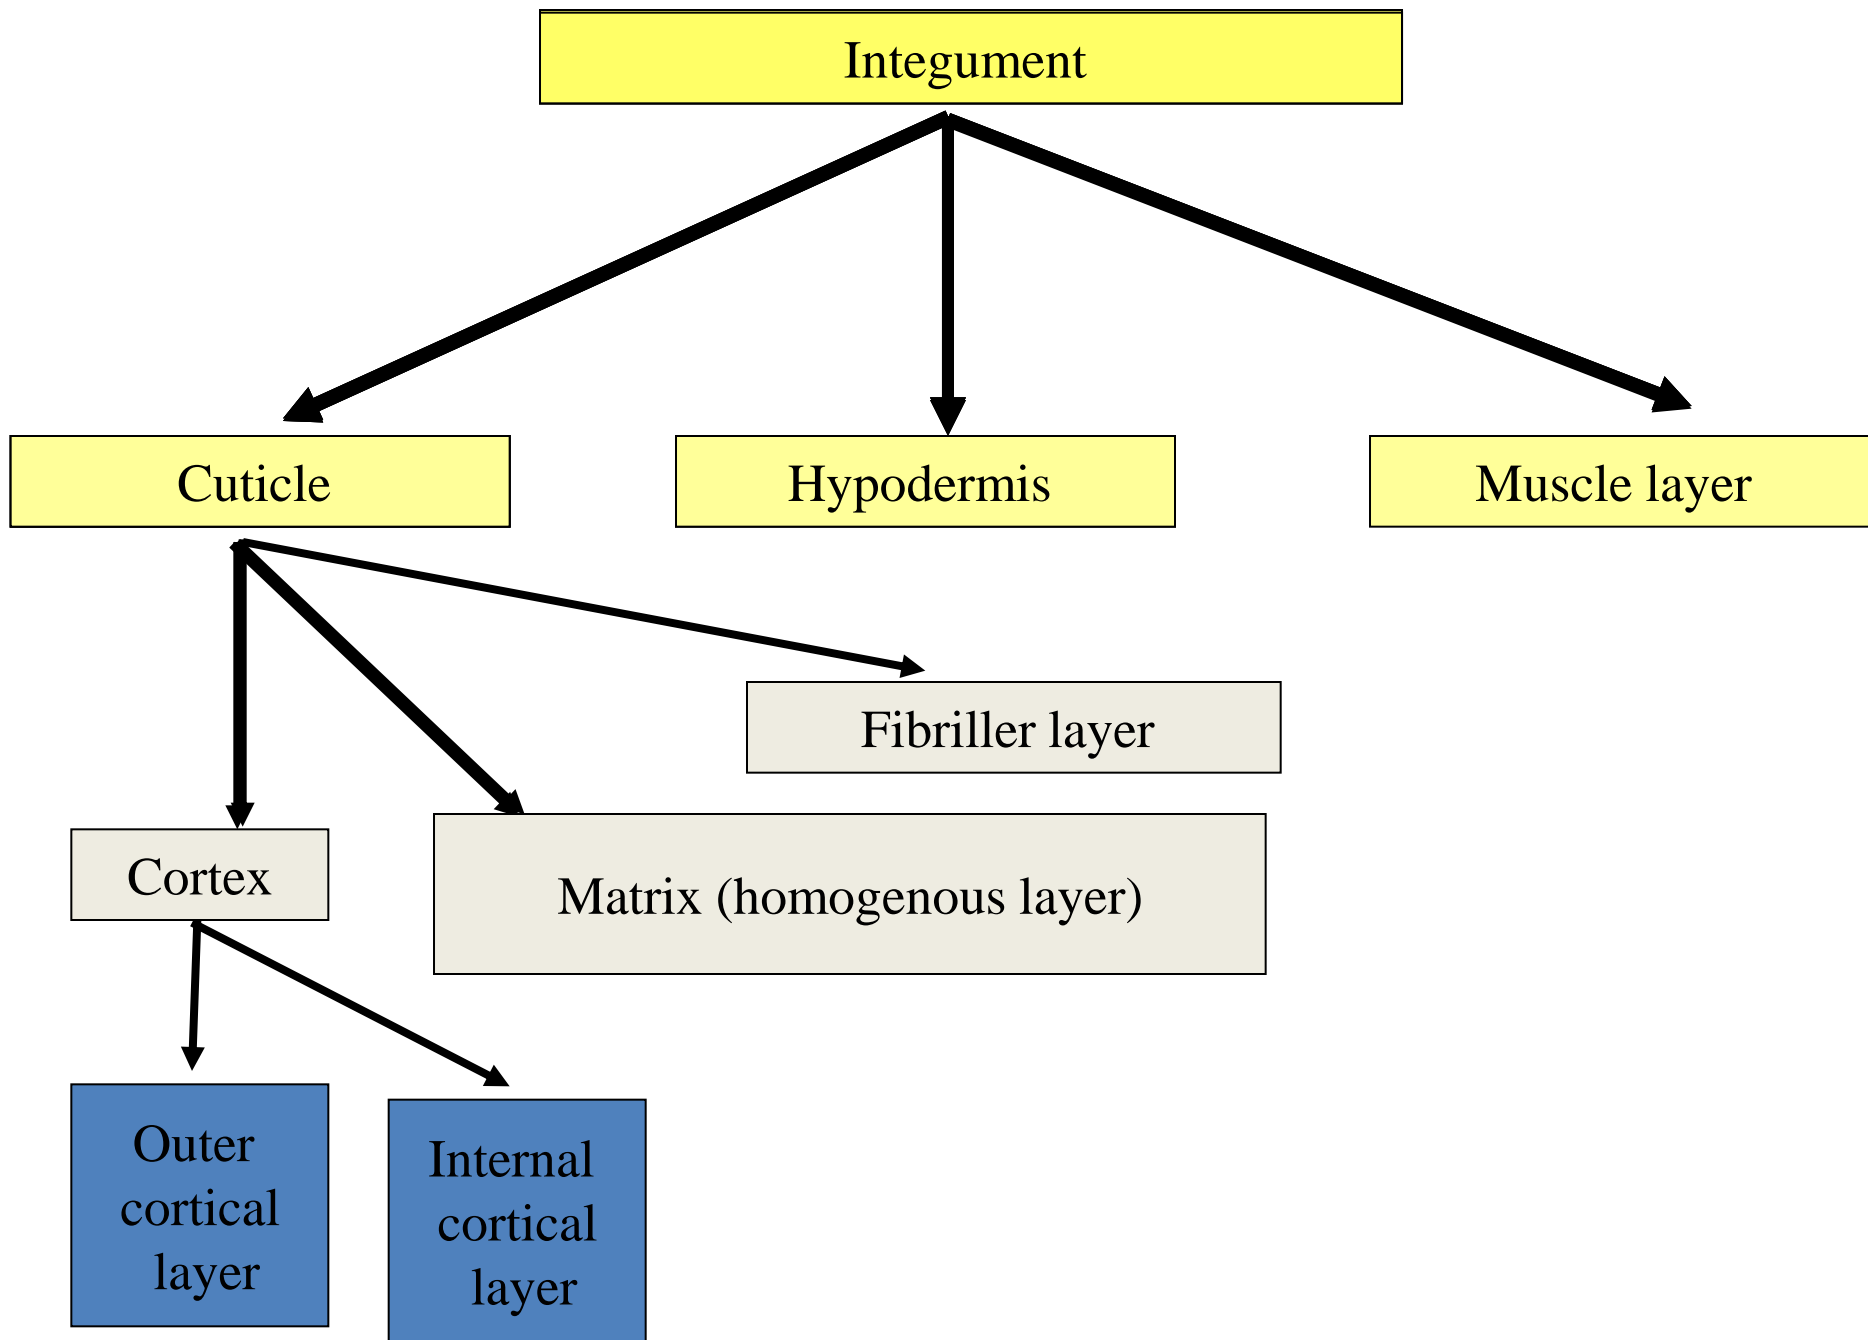 Integument
Cuticle
Hypodermis
Muscle layer
Fibriller layer
Cortex
Matrix (homogenous layer)
Outer
cortical
layer
Internal
cortical
layer